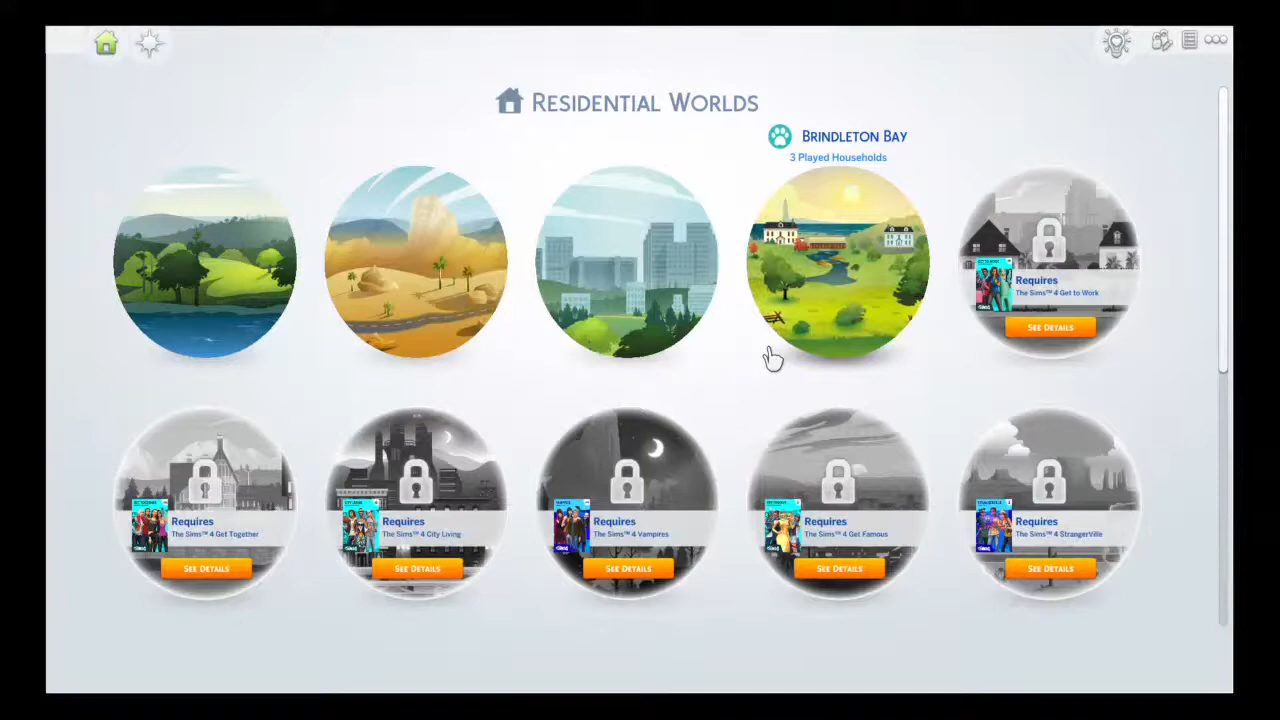 RESIDENTIAL WORLDS
BRINDLETON BAY
3 Played Households
Requires
The Sims™ 4 Get to Work
SEE DETAILS
Requires
The Sims™ 4 Get Together
SEE DETAILS
Requires
The Sims™ 4 City Living
SEE DETAILS
Requires
The Sims™ 4 Vampires
SEE DETAILS
Requires
The Sims™ 4 Get Famous
SEE DETAILS
Requires
The Sims™ 4 StrangerVille
SEE DETAILS